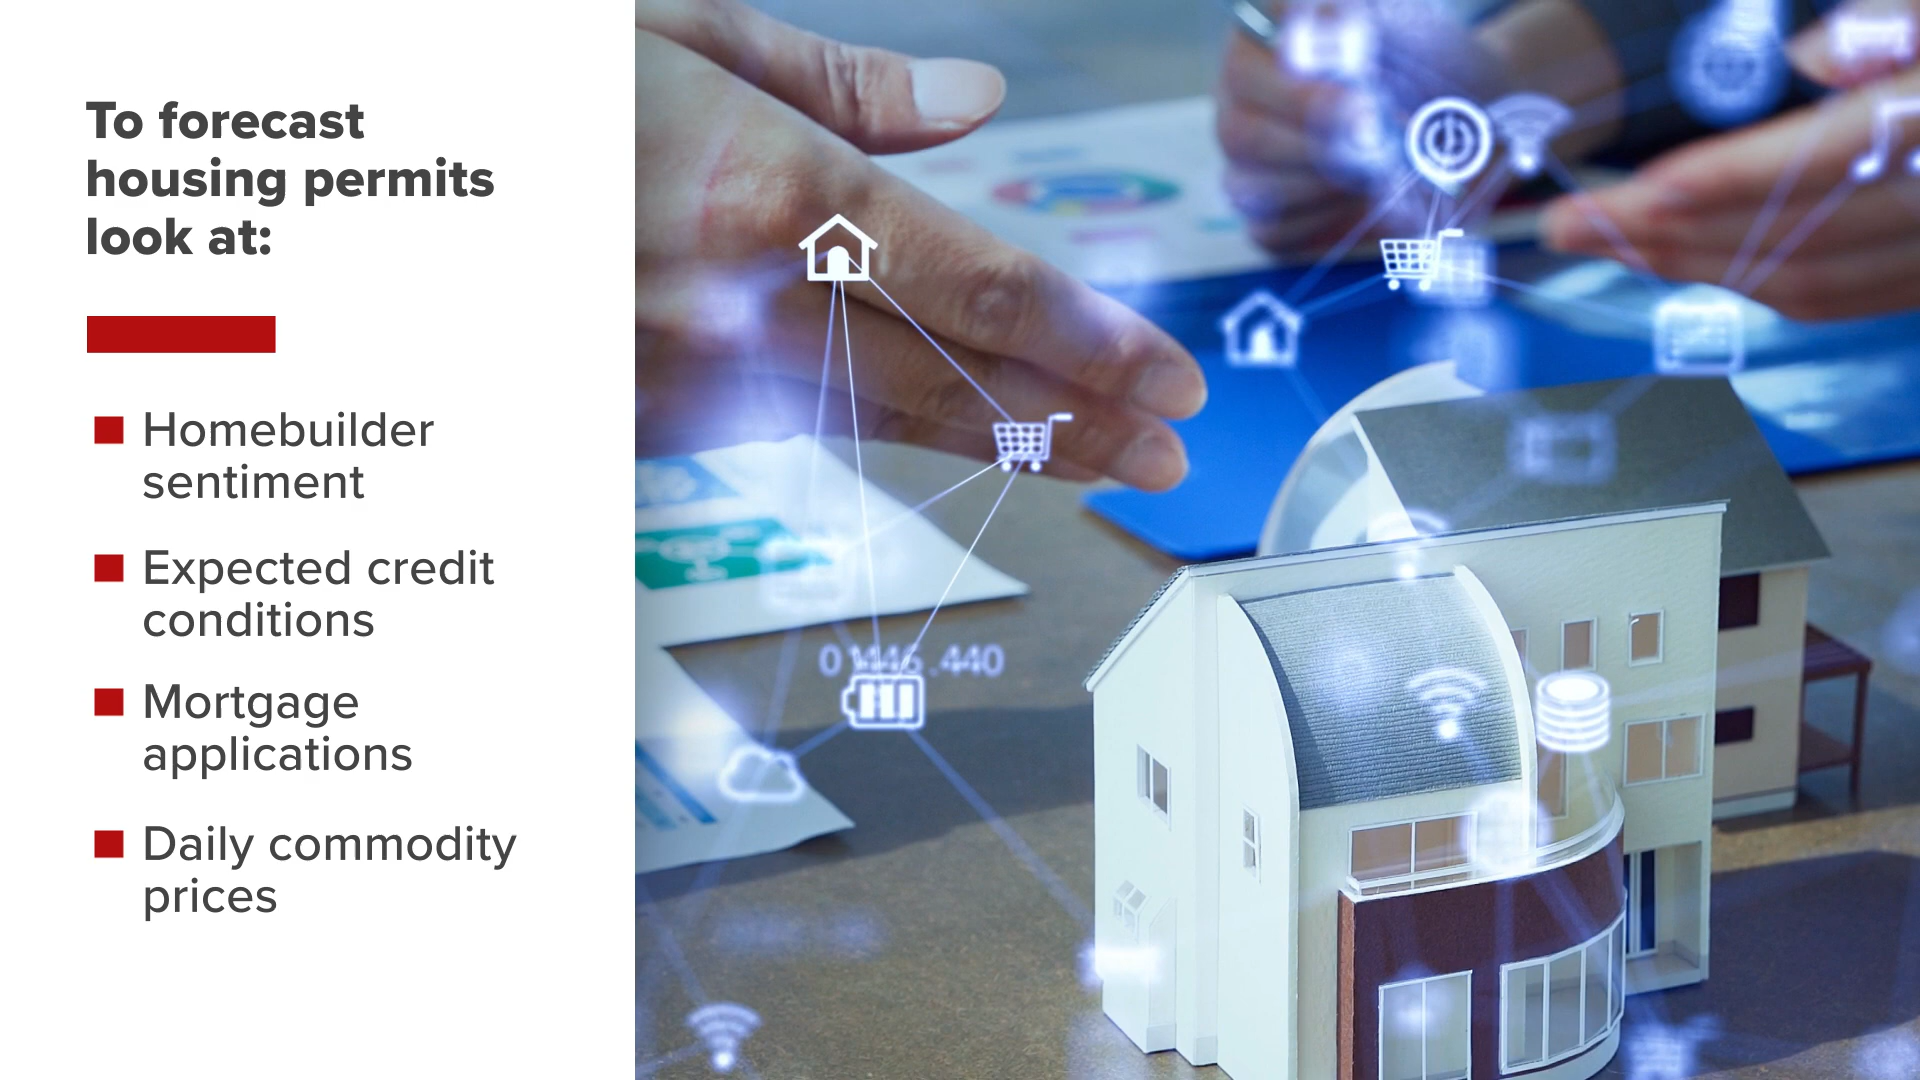 To forecast
housing permits
look at:
Homebuilder
sentiment
Expected credit
conditions
Mortgage
applications
Daily commodity
prices